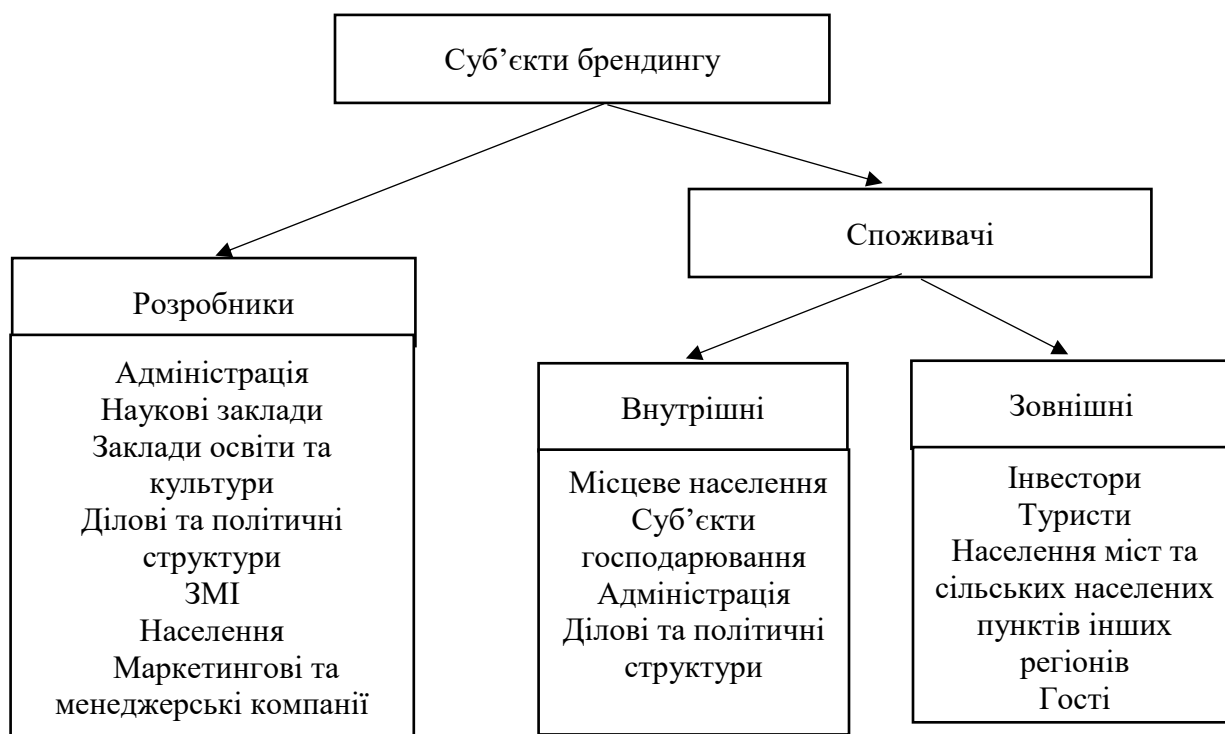 Суб’єкти брендингу
Споживачі
Розробники
Адміністрація
Наукові заклади
Заклади освіти та
культури
Ділові та політичні
структури
ЗМІ
Населення
Маркетингові та
менеджерські компанії
Внутрішні
Місцеве населення
Суб’єкти
господарювання
Адміністрація
Ділові та політичні
структури
Зовнішні
Інвестори
Туристи
Населення міст та
сільських населених
пунктів інших
регіонів
Гості